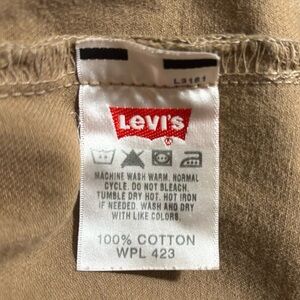 L3181
Levi's
®
MACHINE WASH WARM. NORMAL
CYCLE. DO NOT BLEACH.
TUMBLE DRY HOT. HOT IRON
IF NEEDED. WASH AND DRY
WITH LIKE COLORS.
100% COTTON
WPL 423